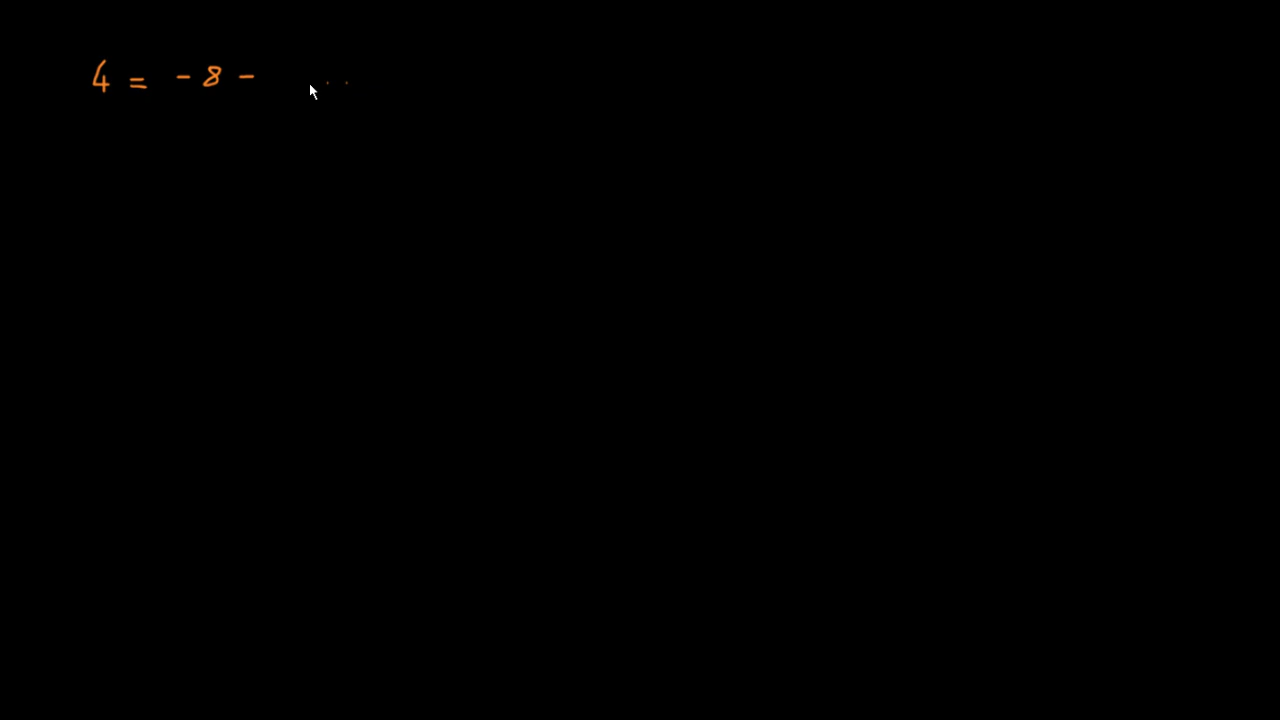 4 = - 8 -